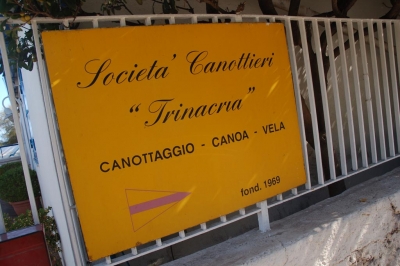 Societa' Canottieri
"Trinacria"
CANOTTAGGIO - CANOA - VELA
fond. 1969